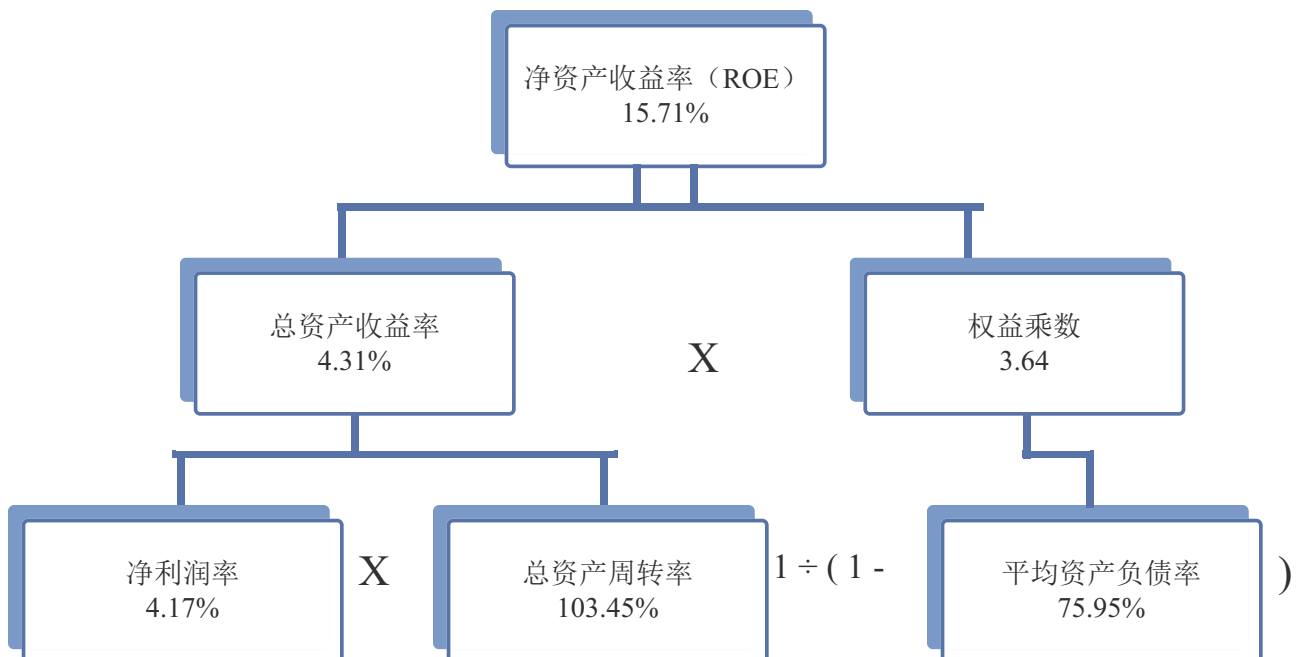 净资产收益率（ROE）
15.71%
总资产收益率
4.31%
X
权益乘数
3.64
净利润率
4.17%
X
总资产周转率
103.45%
1 ÷ ( 1 -
平均资产负债率
75.95%
)